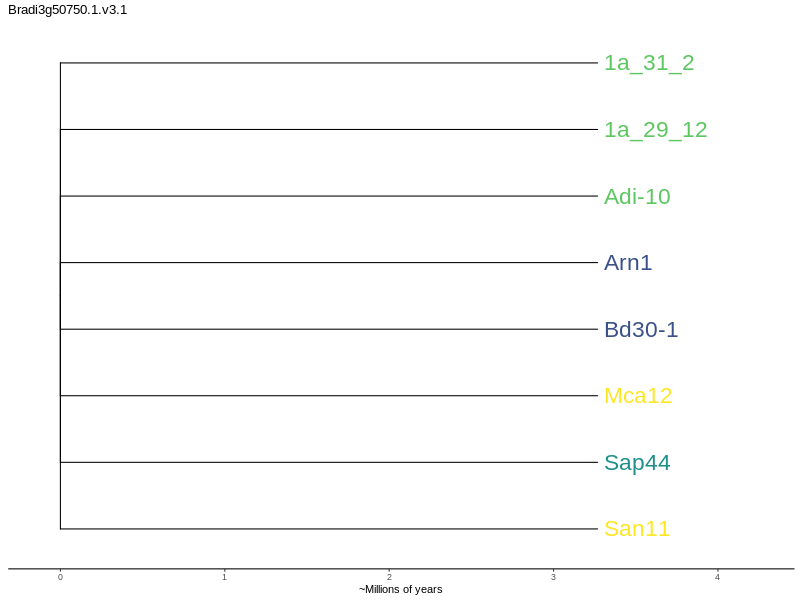 Bradi3g50750.1.v3.1
1a_31_2
1a_29_12
Adi-10
Arn1
Bd30-1
Mca12
Sap44
San11
0 1 2 3 4
~Millions of years